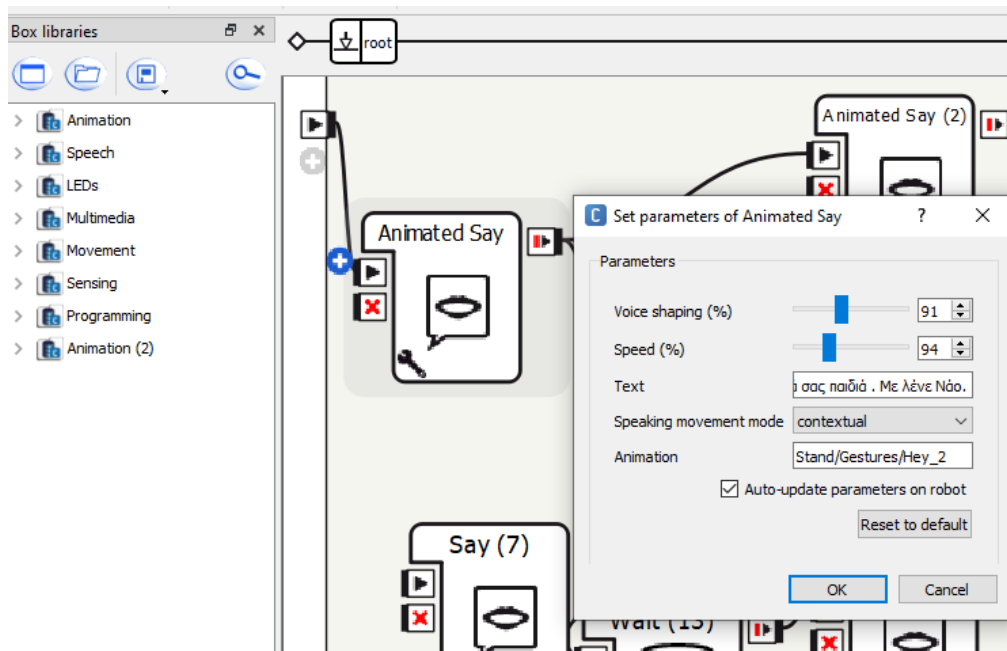 Box libraries
root
Animation
Speech
LEDs
Multimedia
Movement
Sensing
Programming
Animation (2)
Animated Say
Animated Say (2)
Set parameters of Animated Say
?
Parameters
Voice shaping (%) 91
Speed (%) 94
Text σας παιδιά . Με λένε Νάο.
Speaking movement mode contextual
Animation Stand/Gestures/Hey_2
Auto-update parameters on robot
Reset to default
OK Cancel
Say (7)
Wait (13)